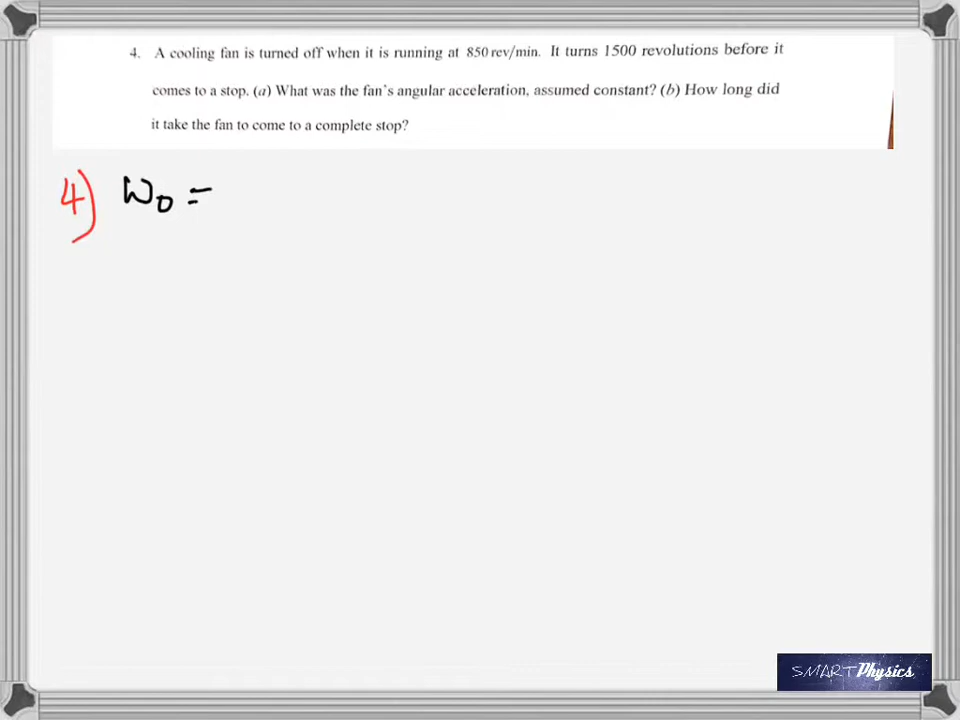 4. A cooling fan is turned off when it is running at 850 rev/min. It turns 1500 revolutions before it
comes to a stop. (a) What was the fan's angular acceleration, assumed constant? (b) How long did
it take the fan to come to a complete stop?
4) ω₀ =
SMART Physics